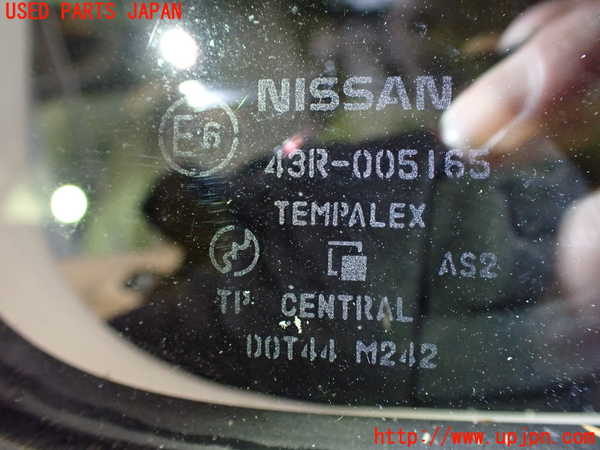 USED PARTS JAPAN
NISSAN
E6
43R-005165
TEMPALEX
AS2
TP CENTRAL
DOT44 M242
http://www.upjpn.com/